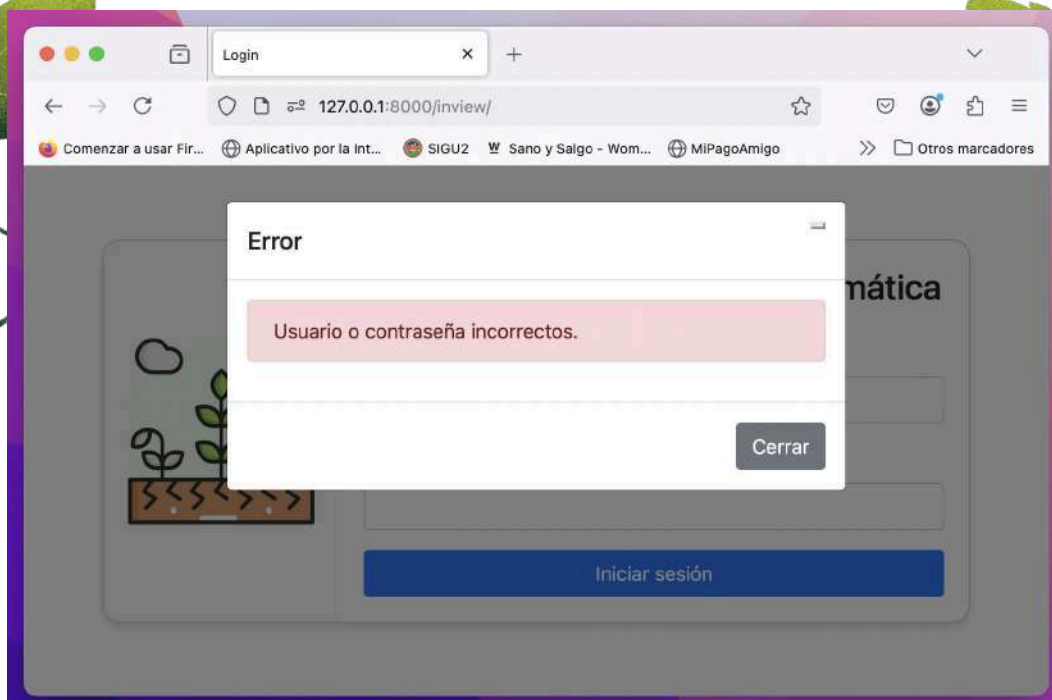 Login
127.0.0.1:8000/inview/
Comenzar a usar Fir... Aplicativo por la Int... SIGU2 Sano y Salgo - Wom... MiPagoAmigo Otros marcadores
Error
mática
Usuario o contraseña incorrectos.
Cerrar
Iniciar sesión